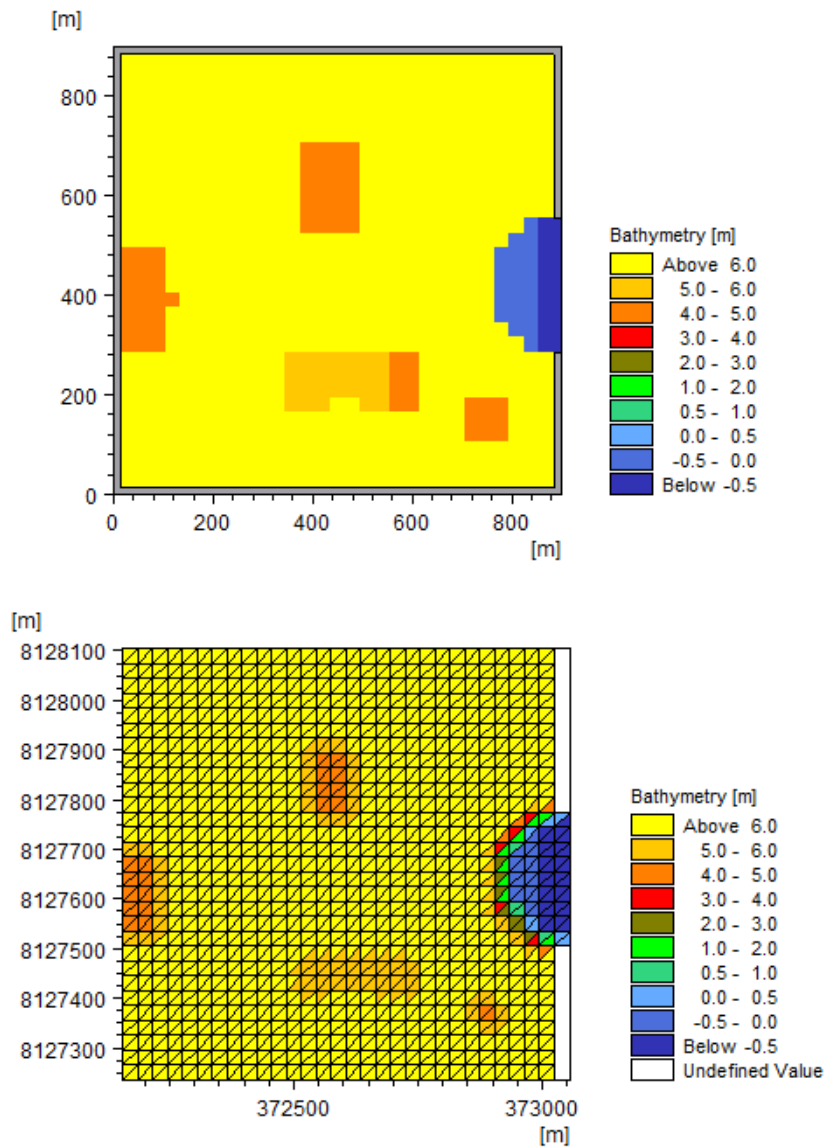 [m]
800
600
400
200
0
0 200 400 600 800
[m]
Bathymetry [m]
Above 6.0
5.0 - 6.0
4.0 - 5.0
3.0 - 4.0
2.0 - 3.0
1.0 - 2.0
0.5 - 1.0
0.0 - 0.5
-0.5 - 0.0
Below -0.5
[m]
8128100
8128000
8127900
8127800
8127700
8127600
8127500
8127400
8127300
372500 373000
[m]
Bathymetry [m]
Above 6.0
5.0 - 6.0
4.0 - 5.0
3.0 - 4.0
2.0 - 3.0
1.0 - 2.0
0.5 - 1.0
0.0 - 0.5
-0.5 - 0.0
Below -0.5
Undefined Value